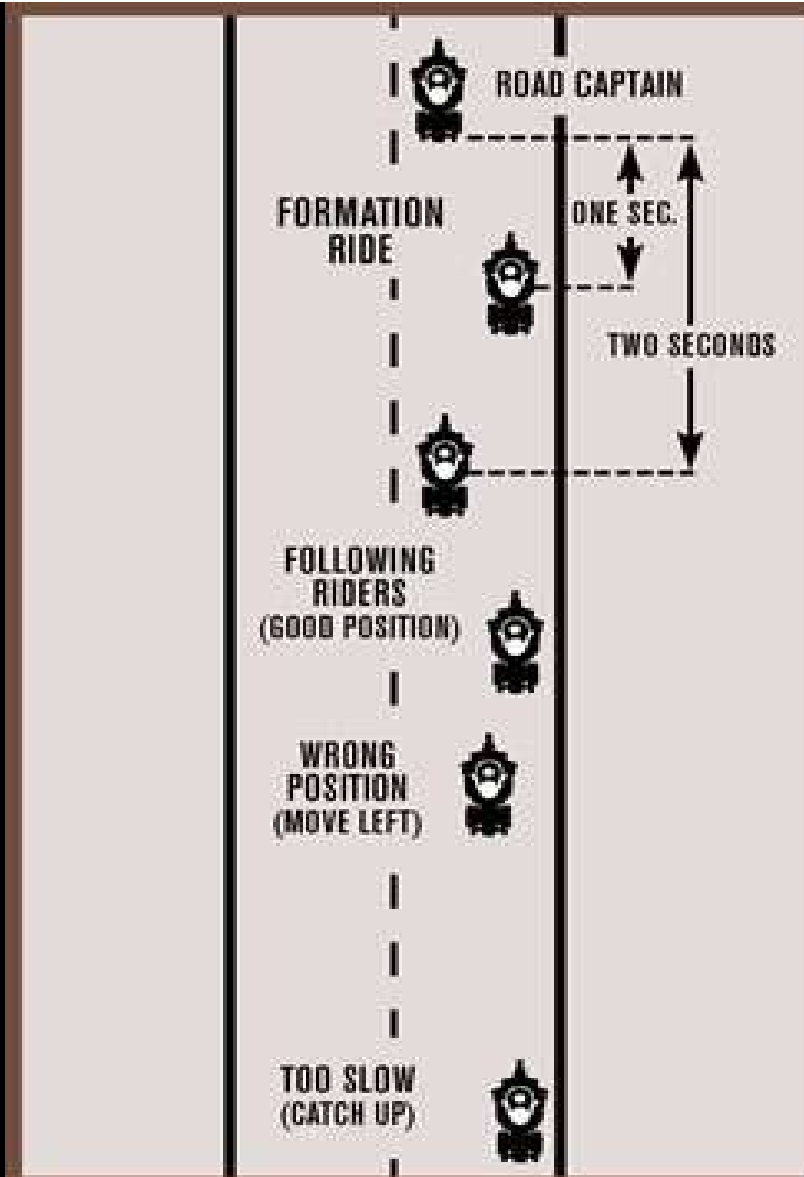 ROAD CAPTAIN
FORMATION
RIDE
ONE SEC.
TWO SECONDS
FOLLOWING
RIDERS
(GOOD POSITION)
WRONG
POSITION
(MOVE LEFT)
TOO SLOW
(CATCH UP)